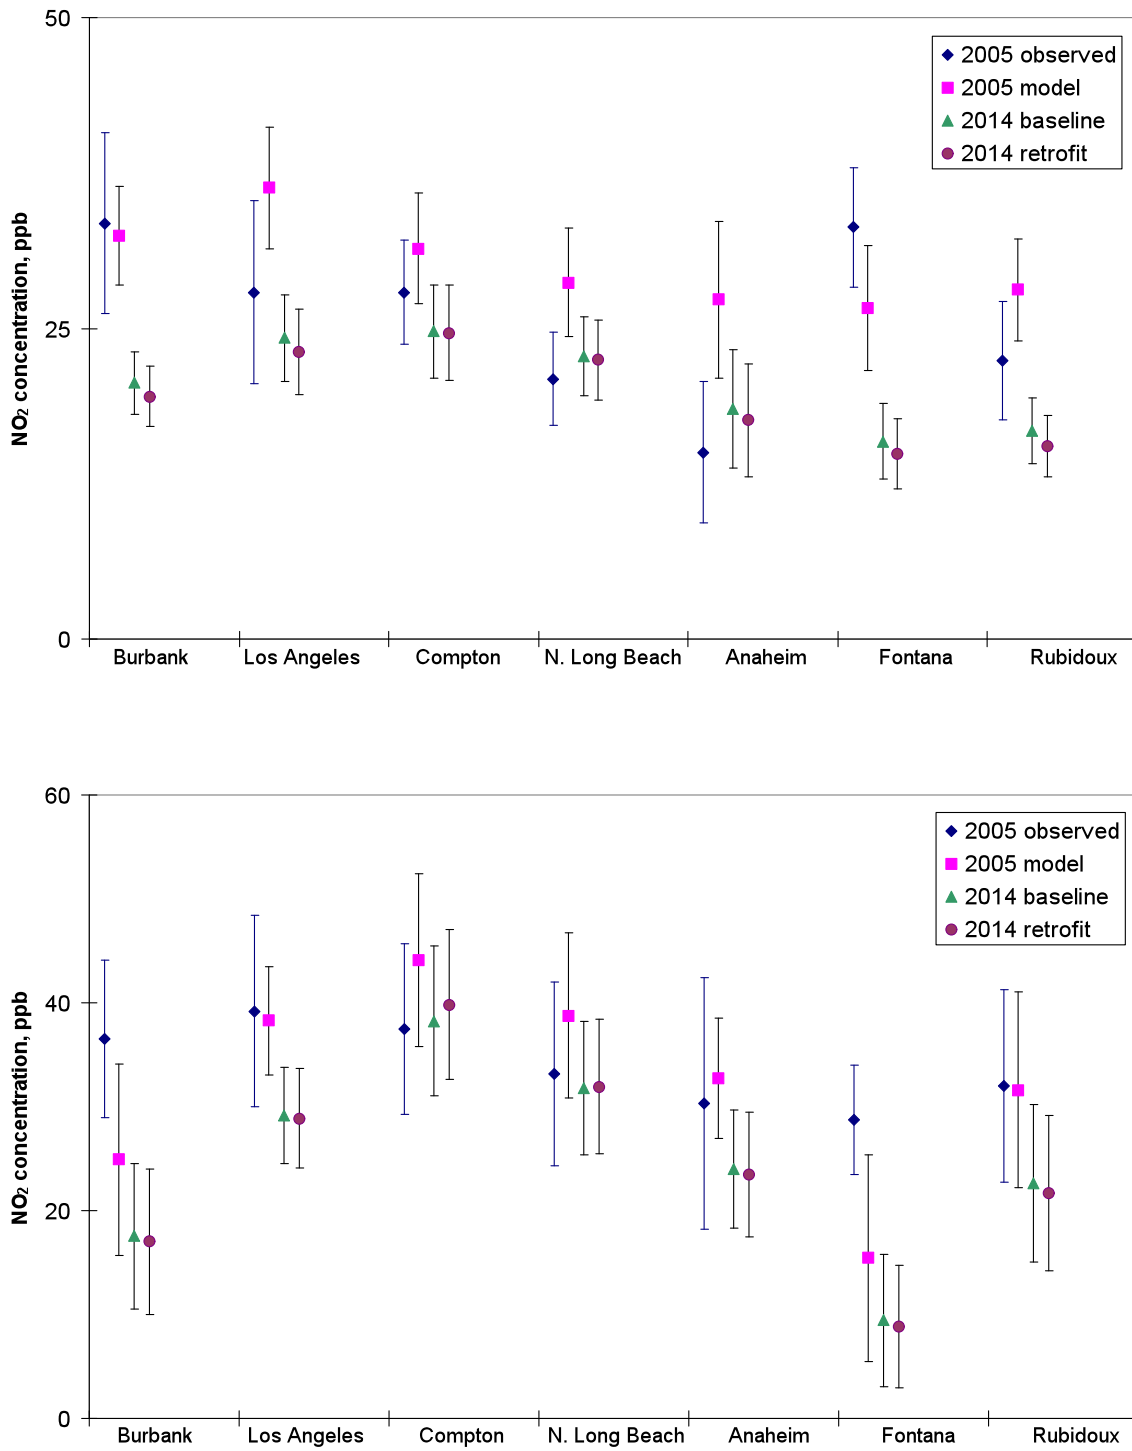 50
2005 observed
2005 model
2014 baseline
2014 retrofit
NO2 concentration, ppb
25
0
Burbank Los Angeles Compton N. Long Beach Anaheim Fontana Rubidoux
60
2005 observed
2005 model
2014 baseline
2014 retrofit
40
NO2 concentration, ppb
20
0
Burbank Los Angeles Compton N. Long Beach Anaheim Fontana Rubidoux